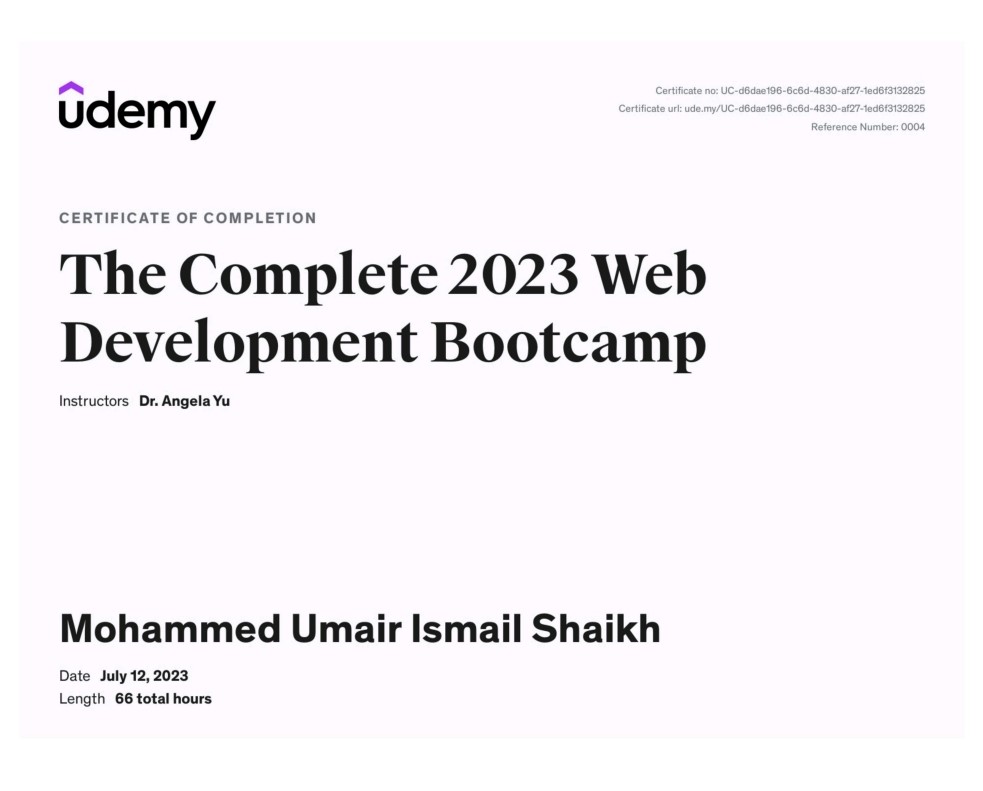 udemy
Certificate no: UC-d6dae196-6c6d-4830-af27-1ed6f3132825
Certificate url: ude.my/UC-d6dae196-6c6d-4830-af27-1ed6f3132825
Reference Number: 0004
CERTIFICATE OF COMPLETION
The Complete 2023 Web
Development Bootcamp
Instructors Dr. Angela Yu
Mohammed Umair Ismail Shaikh
Date July 12, 2023
Length 66 total hours